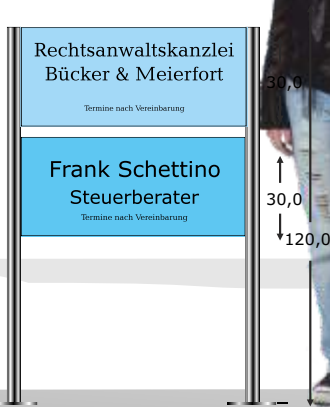 Rechtsanwaltskanzlei
Bücker & Meierfort
Termine nach Vereinbarung
30,0
Frank Schettino
Steuerberater
Termine nach Vereinbarung
30,0
120,0